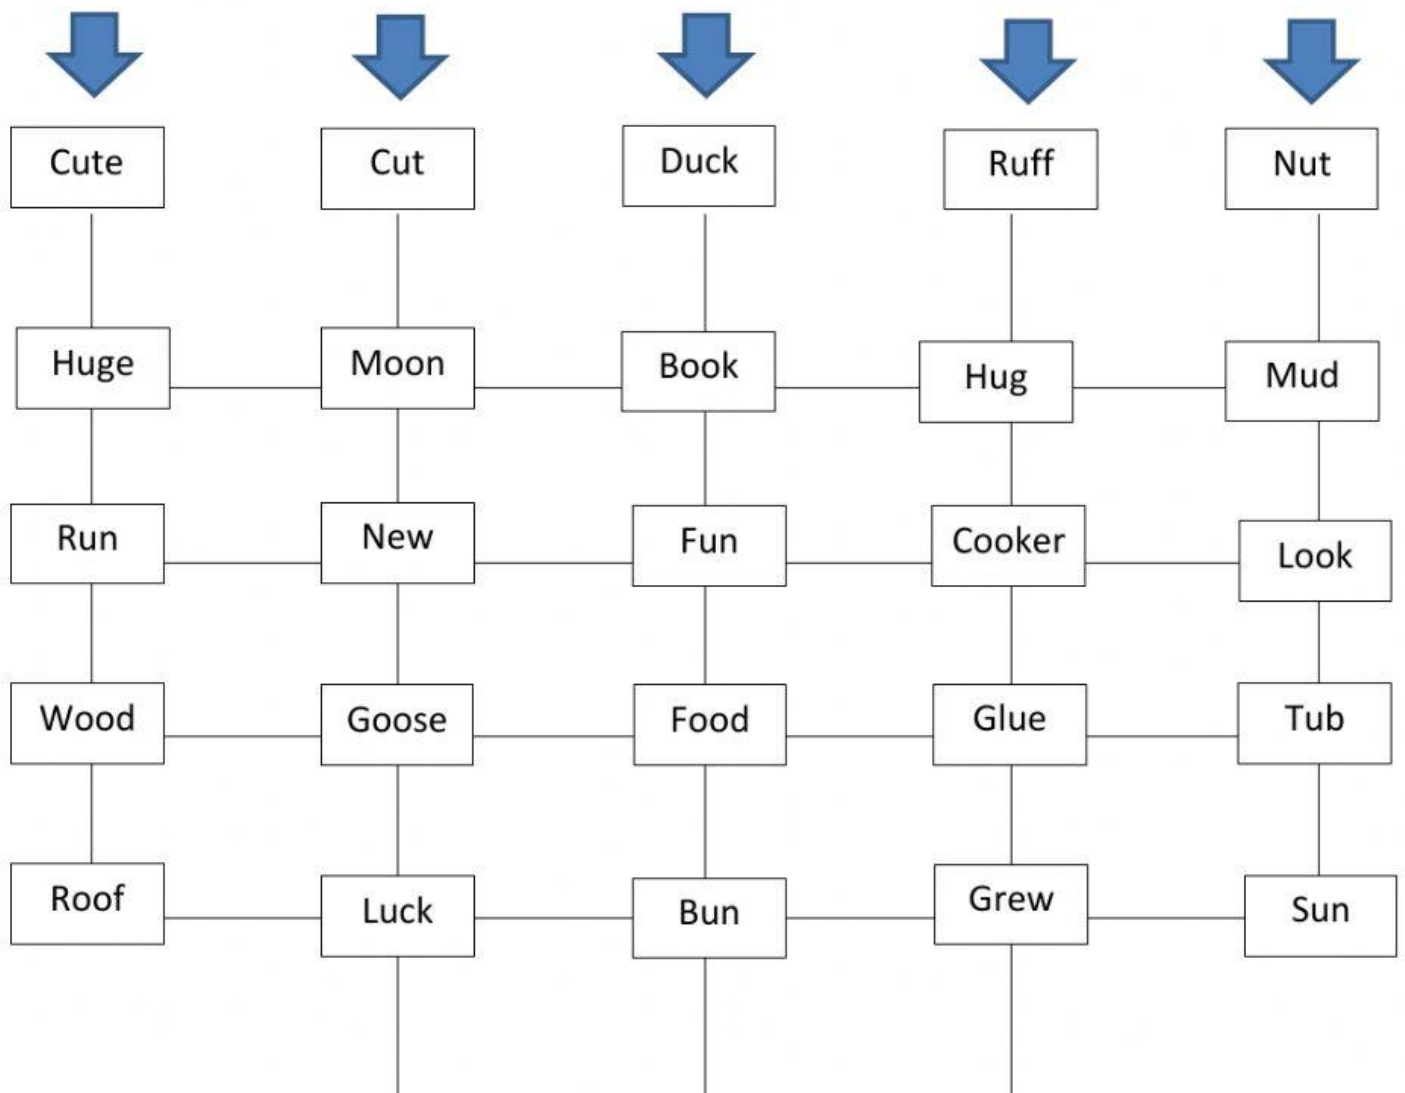 Cute Cut Duck Ruff Nut
Huge Moon Book Hug Mud
Run New Fun Cooker Look
Wood Goose Food Glue Tub
Roof Luck Bun Grew Sun